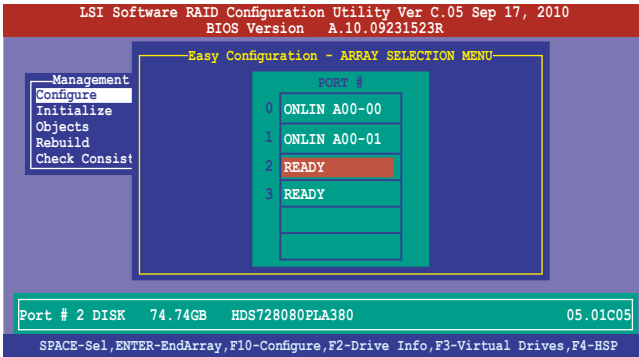 LSI Software RAID Configuration Utility Ver C.05 Sep 17, 2010
BIOS Version A.10.09231523R
Easy Configuration - ARRAY SELECTION MENU
Management
Configure
Initialize
Objects
Rebuild
Check Consist
PORT #
0 ONLIN A00-00
1 ONLIN A00-01
2 READY
3 READY
Port # 2 DISK 74.74GB HDS728080PLA380 05.01C05
SPACE-Sel,ENTER-EndArray,F10-Configure,F2-Drive Info,F3-Virtual Drives,F4-HSP